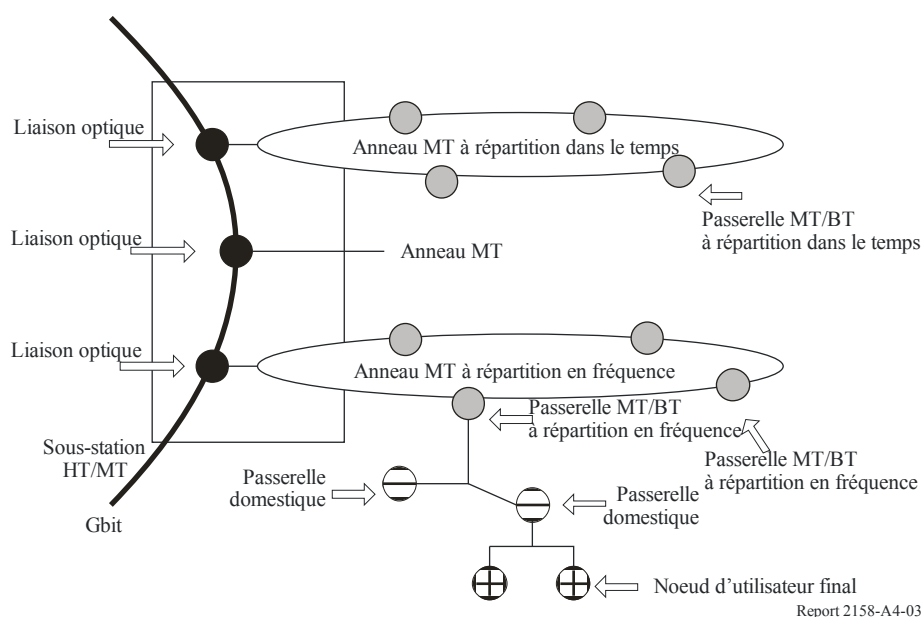 Liaison optique
Anneau MT à répartition dans le temps
Passerelle MT/BT
à répartition dans le temps
Liaison optique
Anneau MT
Liaison optique
Anneau MT à répartition en fréquence
Passerelle MT/BT
à répartition en fréquence
Passerelle MT/BT
à répartition en fréquence
Sous-station
HT/MT
Gbit
Passerelle
domestique
Passerelle
domestique
Noeud d'utilisateur final
Report 2158-A4-03